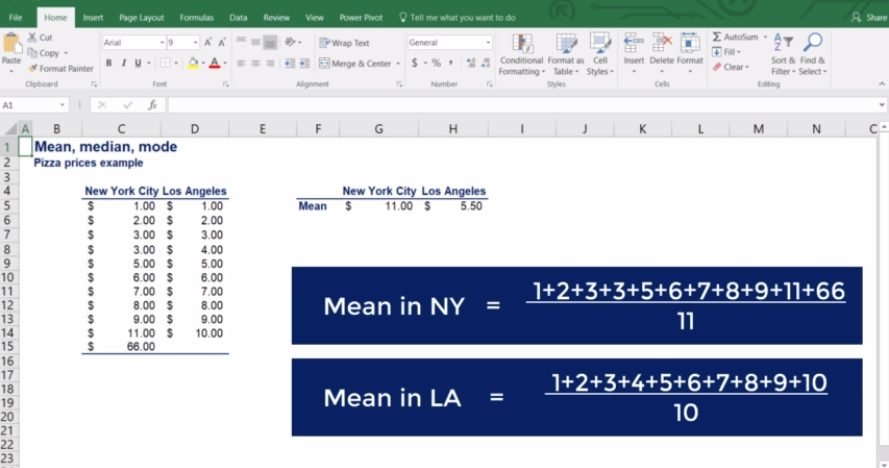 File Home Insert Page Layout Formulas Data Review View Power Pivot Tell me what you want to do Share
Cut
Copy
Format Painter
Paste
Clipboard
Arial 9
B I U
Font
Wrap Text
Merge & Center
Alignment
General
$ % ,
Number
Conditional Formatting
Format as Table
Cell Styles
Styles
Insert Delete Format
Cells
AutoSum
Fill
Clear
Sort & Filter
Find & Select
Editing
A1 fx
A B C D E F G H I J K L M N
1 Mean, median, mode
2 Pizza prices example
3
4 New York City Los Angeles New York City Los Angeles
5 $ 1.00 $ 1.00 Mean $ 11.00 $ 5.50
6 $ 2.00 $ 2.00
7 $ 3.00 $ 3.00
8 $ 3.00 $ 4.00
9 $ 5.00 $ 5.00
10 $ 6.00 $ 6.00
11 $ 7.00 $ 7.00
12 $ 8.00 $ 8.00
13 $ 9.00 $ 9.00
14 $ 11.00 $ 10.00
15 $ 66.00
16
17
18
19
20
21
22
23
Mean in NY = 1+2+3+3+5+6+7+8+9+11+66
11
Mean in LA = 1+2+3+4+5+6+7+8+9+10
10